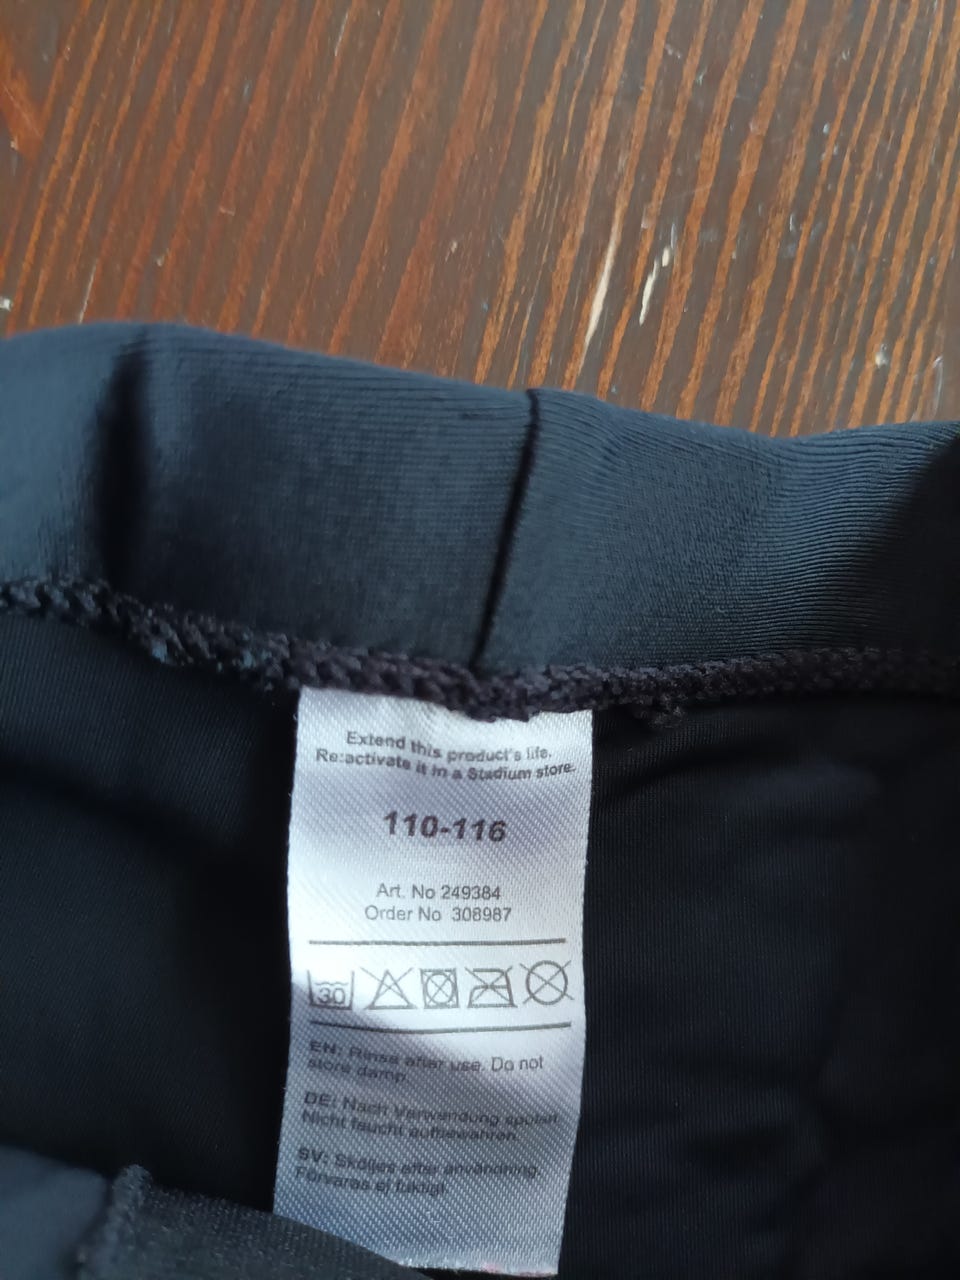 Extend this product's life.
Re:activate it in a Stadium store.
110-116
Art. No 249384
Order No 308987
30
EN: Rinse after use. Do not
store damp.
DE: Nach Verwendung spülen.
Nicht feucht aufbewahren.
SV: Sköljes efter användning.
Förvaras ej fuktigt.